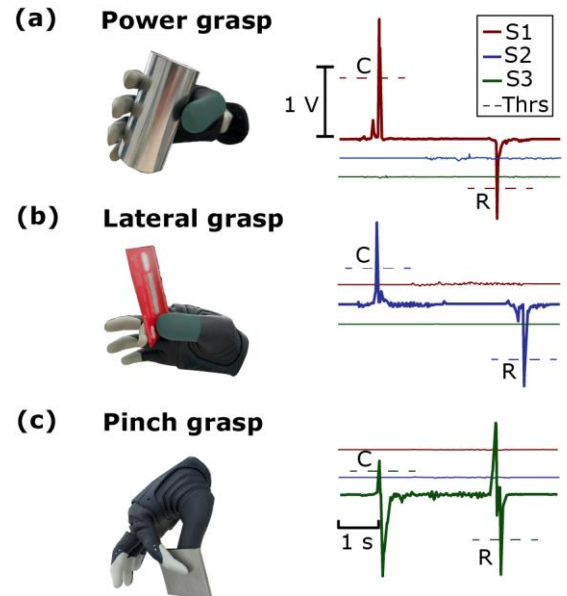 (a) Power grasp
C
1 V
S1
S2
S3
Thrs
R
(b) Lateral grasp
C
R
(c) Pinch grasp
C
1 s
R